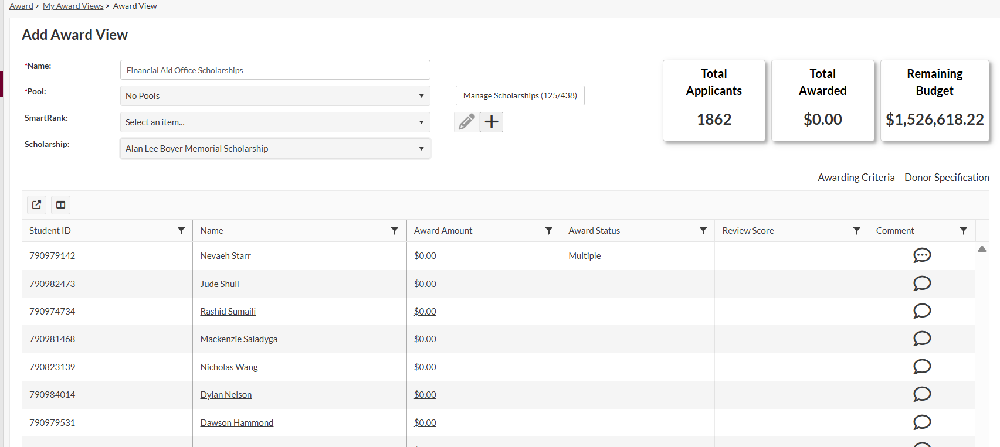 Award > My Award Views > Award View
Add Award View
*Name: Financial Aid Office Scholarships
*Pool: No Pools Manage Scholarships (125/438)
SmartRank: Select an item...
Scholarship: Alan Lee Boyer Memorial Scholarship
Total Applicants
1862
Total Awarded
$0.00
Remaining Budget
$1,526,618.22
Awarding Criteria Donor Specification
Student ID Name Award Amount Award Status Review Score Comment
790979142 Nevaeh Starr $0.00 Multiple
790982473 Jude Shull $0.00
790974734 Rashid Sumaili $0.00
790981468 Mackenzie Saladyga $0.00
790823139 Nicholas Wang $0.00
790984014 Dylan Nelson $0.00
790979531 Dawson Hammond $0.00